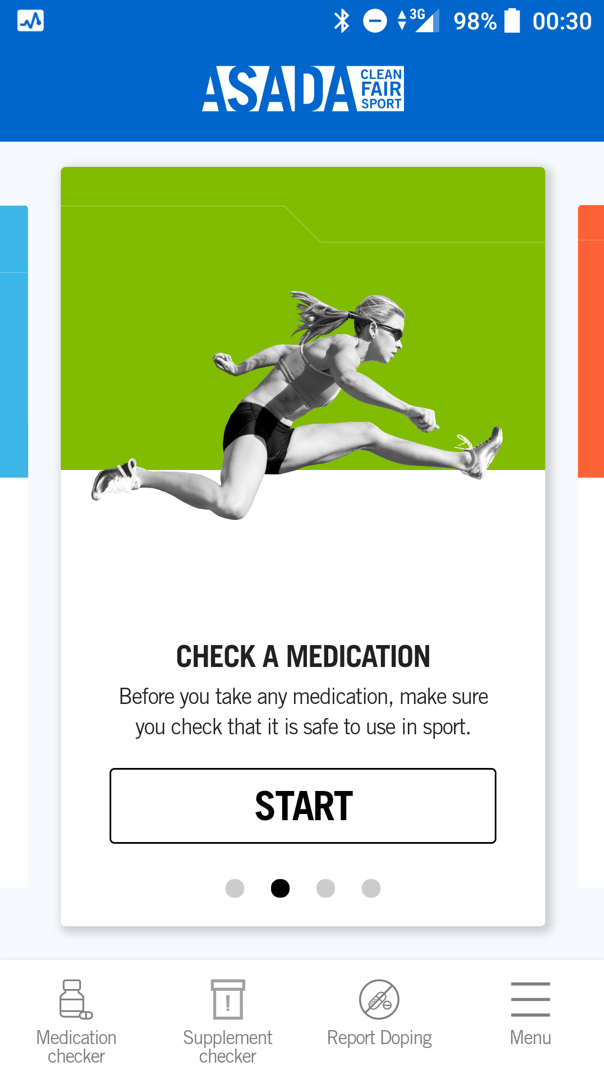 3G 98% 00:30
ASADA CLEAN
FAIR
SPORT
CHECK A MEDICATION
Before you take any medication, make sure
you check that it is safe to use in sport.
START
Medication
checker
Supplement
checker
Report Doping
Menu